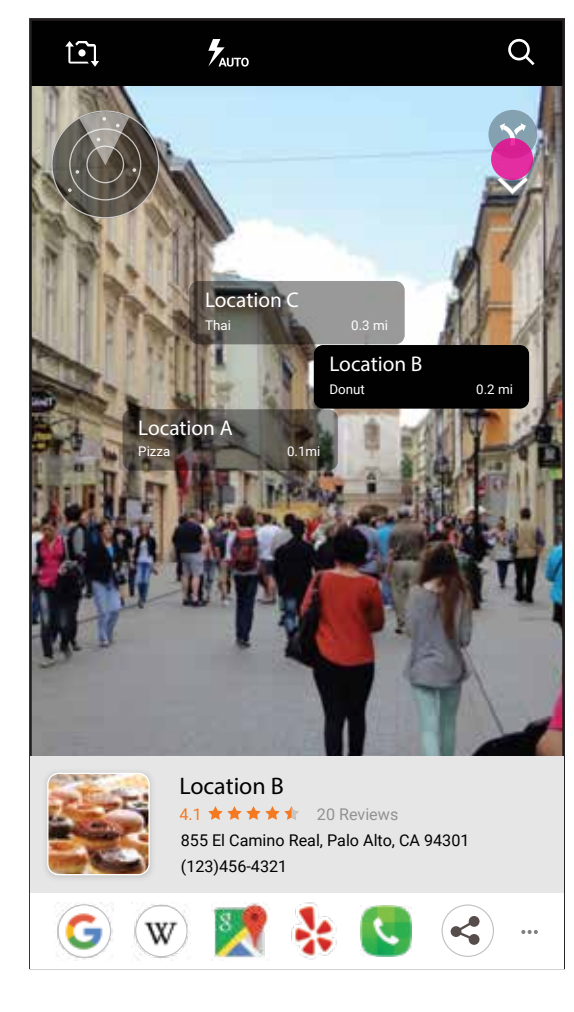 AUTO
Location C
Thai 0.3 mi
Location B
Donut 0.2 mi
Location A
Pizza 0.1mi
Location B
4.1 20 Reviews
855 El Camino Real, Palo Alto, CA 94301
(123)456-4321
G W g